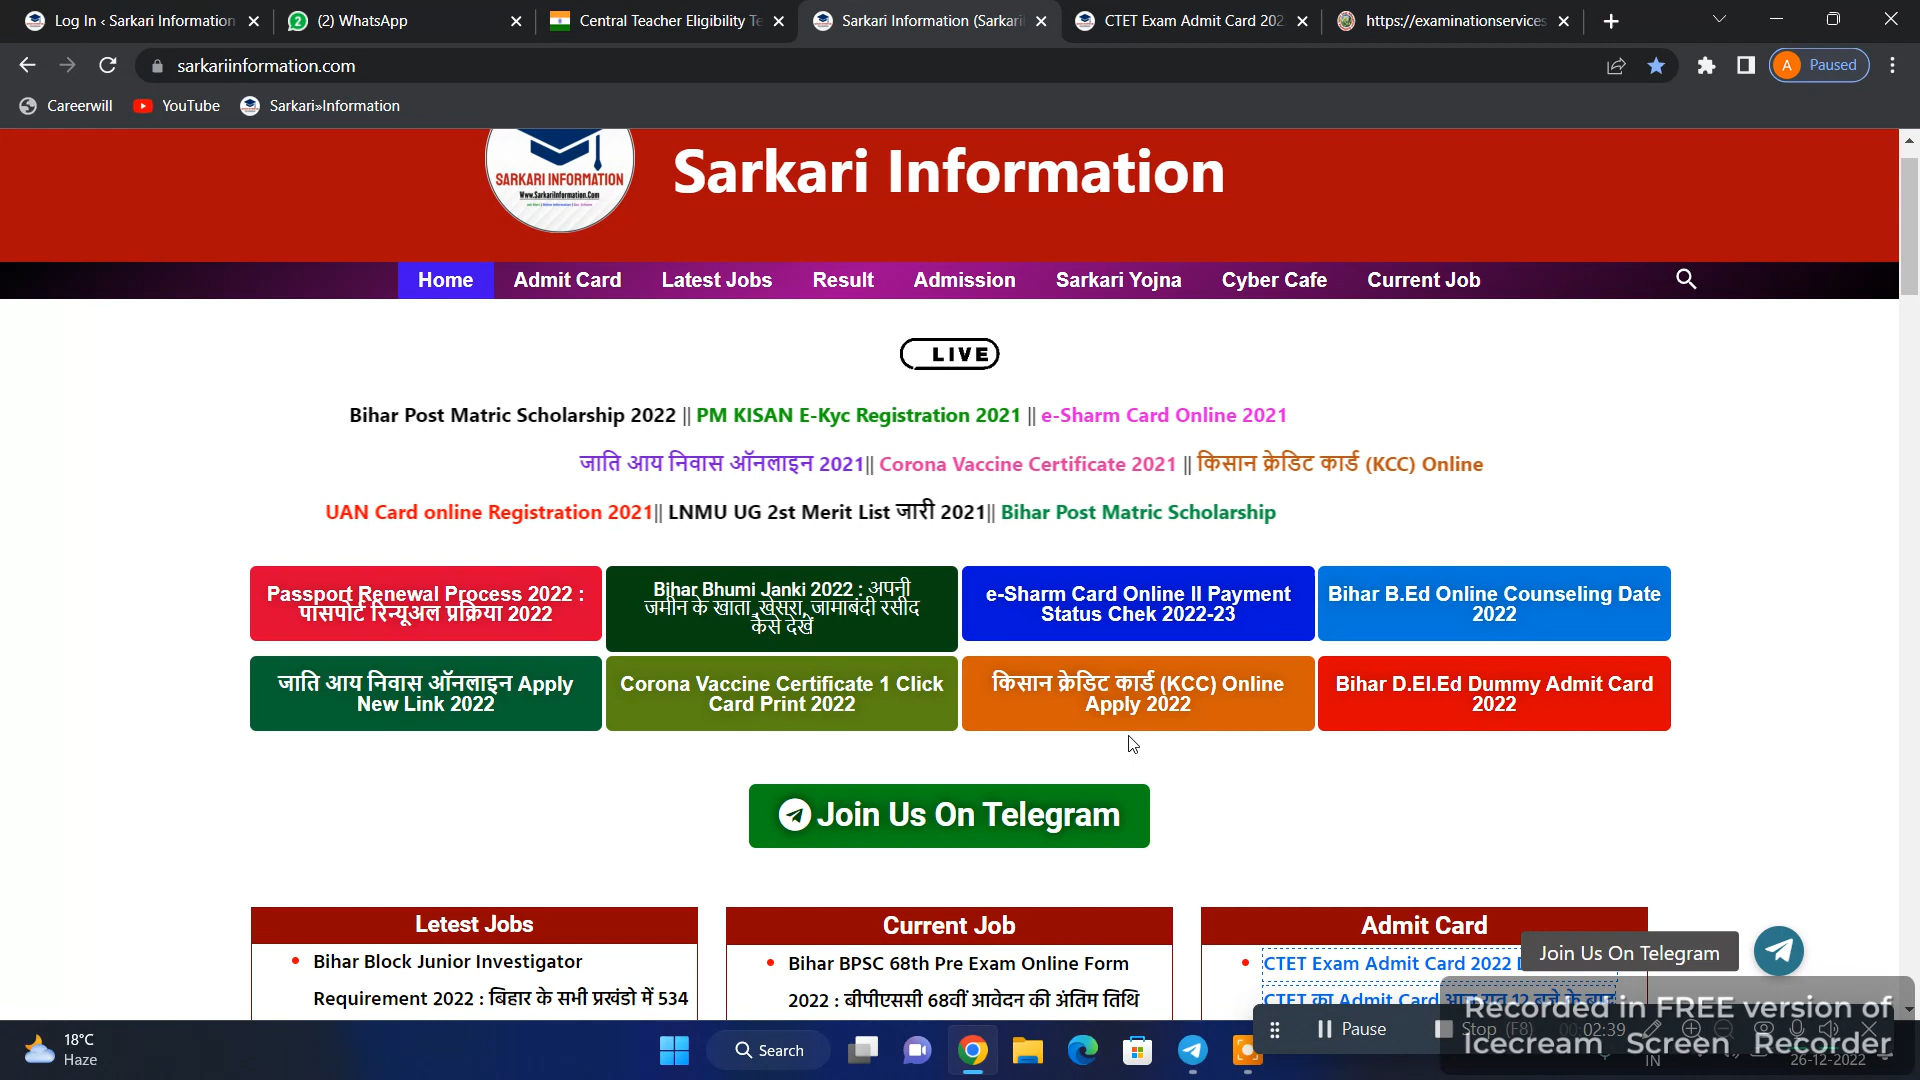 Log In ‹ Sarkari Information
(2) WhatsApp
Central Teacher Eligibility Te
Sarkari Information (Sarkari
CTET Exam Admit Card 202
https://examinationservices
sarkariinformation.com
A Paused
Careerwill
YouTube
Sarkari»Information
SARKARI INFORMATION
Www.SarkariInformation.Com
Sarkari Information
Home
Admit Card
Latest Jobs
Result
Admission
Sarkari Yojna
Cyber Cafe
Current Job
LIVE
Bihar Post Matric Scholarship 2022 || PM KISAN E-Kyc Registration 2021 || e-Sharm Card Online 2021
जाति आय निवास ऑनलाइन 2021|| Corona Vaccine Certificate 2021 || किसान क्रेडिट कार्ड (KCC) Online
UAN Card online Registration 2021|| LNMU UG 2st Merit List जारी 2021|| Bihar Post Matric Scholarship
Passport Renewal Process 2022 :
पासपोर्ट रिन्यूअल प्रक्रिया 2022
Bihar Bhumi Janki 2022 : अपनी
जमीन के खाता ,खेसरा, जामाबंदी रसीद
कैसे देखें
e-Sharm Card Online II Payment
Status Chek 2022-23
Bihar B.Ed Online Counseling Date
2022
जाति आय निवास ऑनलाइन Apply
New Link 2022
Corona Vaccine Certificate 1 Click
Card Print 2022
किसान क्रेडिट कार्ड (KCC) Online
Apply 2022
Bihar D.El.Ed Dummy Admit Card
2022
Join Us On Telegram
Letest Jobs
Bihar Block Junior Investigator
Requirement 2022 : बिहार के सभी प्रखंडो में 534
Current Job
Bihar BPSC 68th Pre Exam Online Form
2022 : बीपीएससी 68वीं आवेदन की अंतिम तिथि
Admit Card
CTET Exam Admit Card 2022
CTET का Admit Card आज रात 12 बजे के बाद
Join Us On Telegram
Recorded in FREE version of
Icecream Screen Recorder
Pause
Stop (F8)
00:02:39
18°C
Haze
Search
IN
26-12-2022